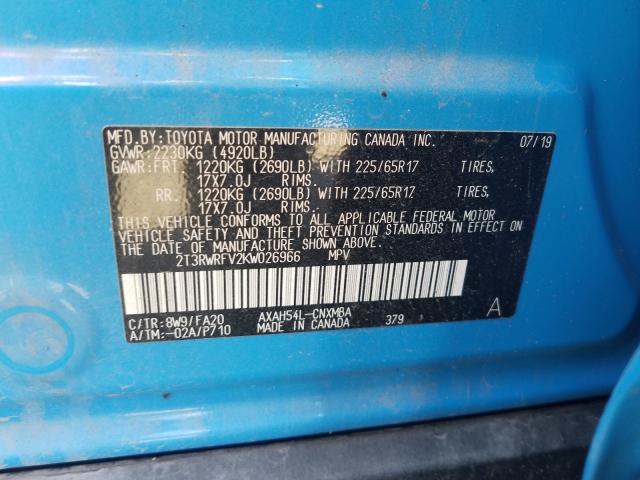 MFD.BY:TOYOTA MOTOR MANUFACTURING CANADA INC. 07/19
GVWR:2230KG (4920LB)
GAWR:FRT. 1220KG (2690LB) WITH 225/65R17 TIRES,
17X7.0J RIMS.
RR. 1220KG (2690LB) WITH 225/65R17 TIRES,
17X7.0J RIMS.
THIS VEHICLE CONFORMS TO ALL APPLICABLE FEDERAL MOTOR
VEHICLE SAFETY AND THEFT PREVENTION STANDARDS IN EFFECT ON
THE DATE OF MANUFACTURE SHOWN ABOVE.
2T3RWRFV2KW026966 MPV
C/TR:8W9/FA20 AXAH54L-CNXMBA 379 A
A/TM:-02A/P710 MADE IN CANADA